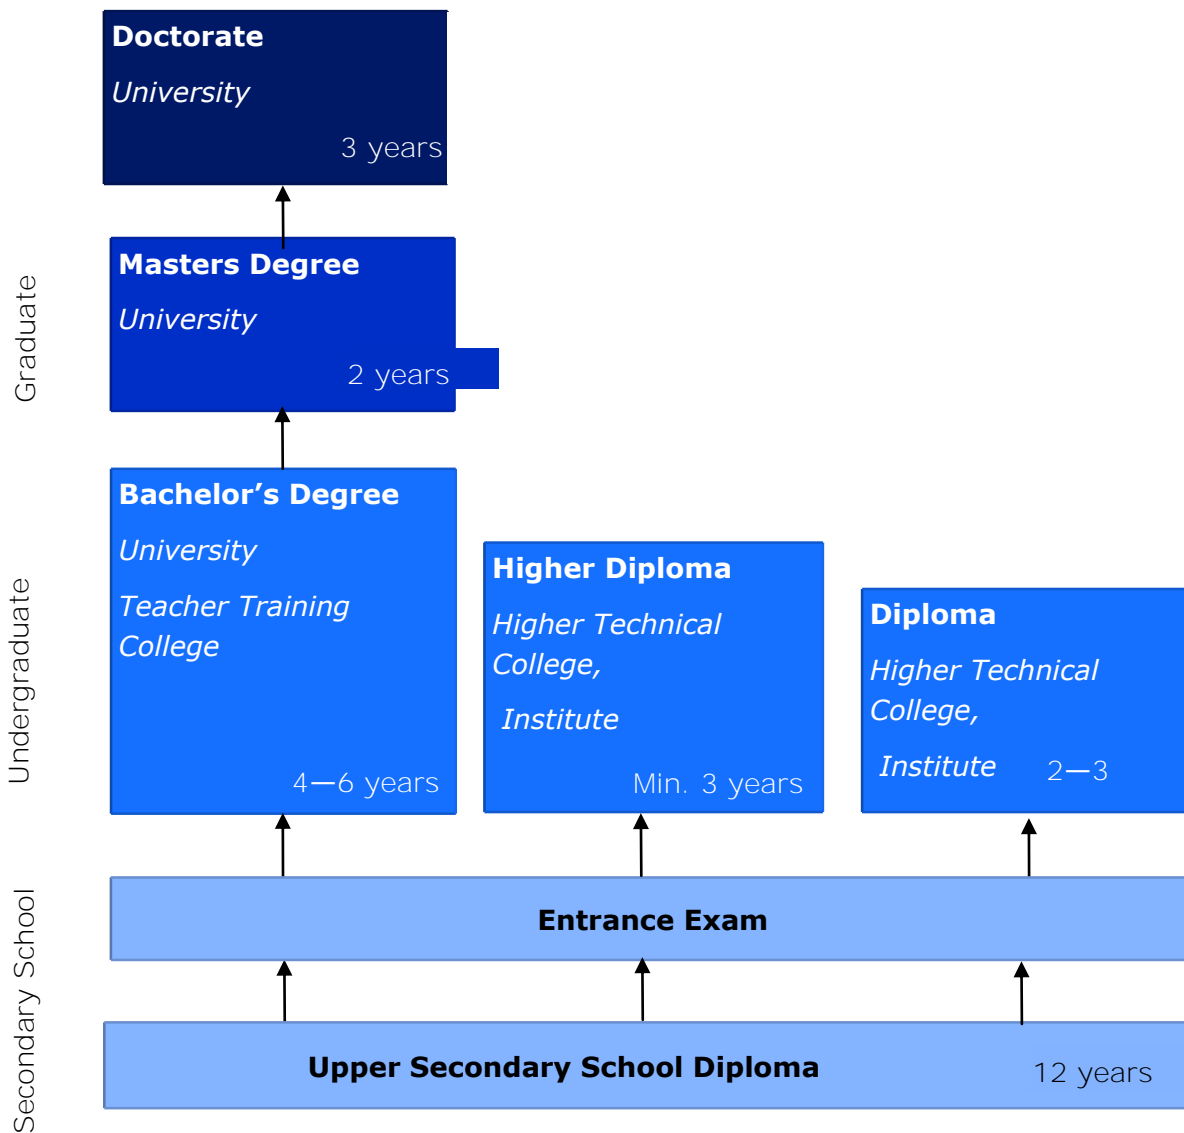 Doctorate
University
3 years
Graduate
Masters Degree
University
2 years
Undergraduate
Bachelor’s Degree
University
Teacher Training
College
4—6 years
Higher Diploma
Higher Technical
College,
Institute
Min. 3 years
Diploma
Higher Technical
College,
Institute 2—3
Secondary School
Entrance Exam
Upper Secondary School Diploma 12 years